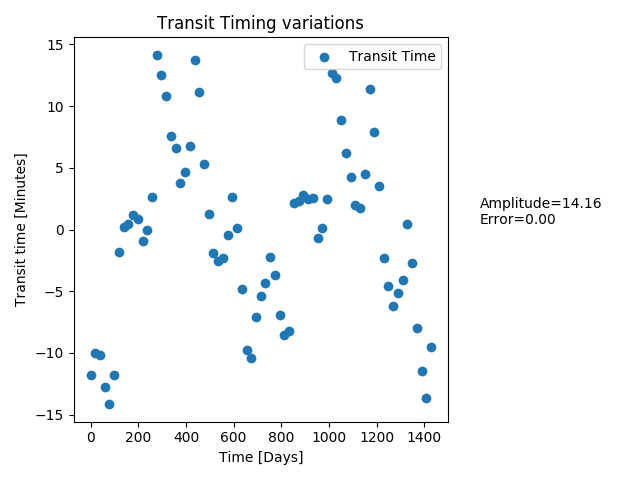 Transit Timing variations
Transit Time
Transit time [Minutes]
15
10
5
0
−5
−10
−15
0 200 400 600 800 1000 1200 1400
Time [Days]
Amplitude=14.16
Error=0.00